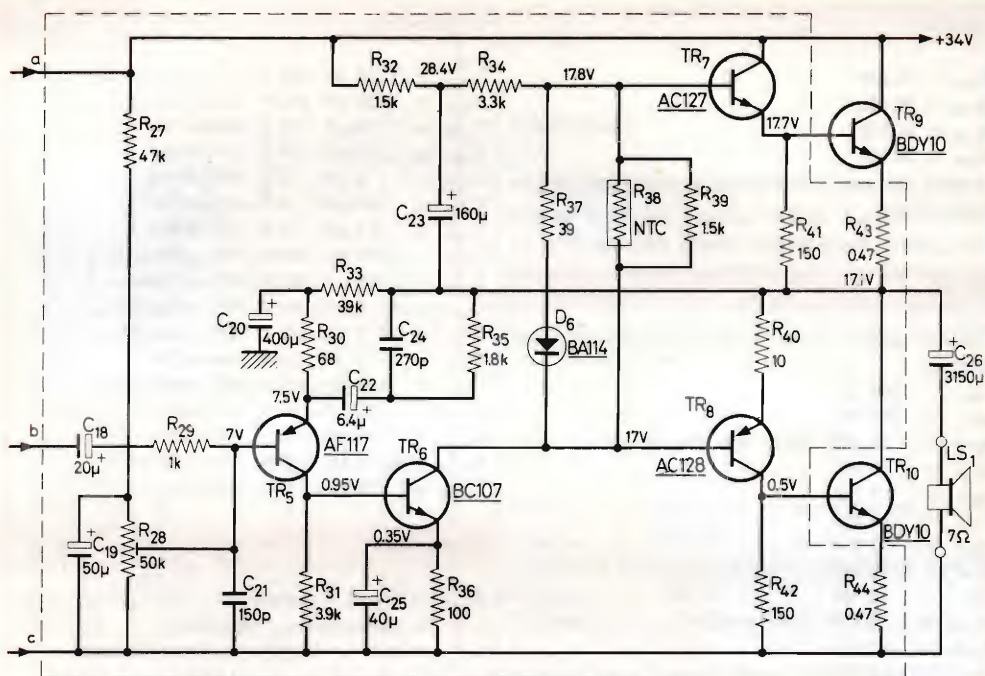 +34V
a
R32
1.5k
28.4V
R34
3.3k
17.8V
TR7
AC127
17.7V
TR9
BDY10
R27
47k
C23
+
160µ
R37
39
R38
NTC
R39
1.5k
R41
150
R43
0.47
17.1V
R33
39k
C20
+
400µ
R30
68
C24
270p
R35
1.8k
D6
BA114
R40
10
+
C26
3150µ
7.5V
C22
6.4µ
+
b
C18
20µ
+
R29
1k
7V
AF117
TR5
TR6
BC107
17V
TR8
AC128
LS1
7Ω
0.95V
0.5V
TR10
BDY10
0.35V
+
C19
50µ
R28
50k
C21
150p
R31
3.9k
+
C25
40µ
R36
100
R42
150
R44
0.47
c